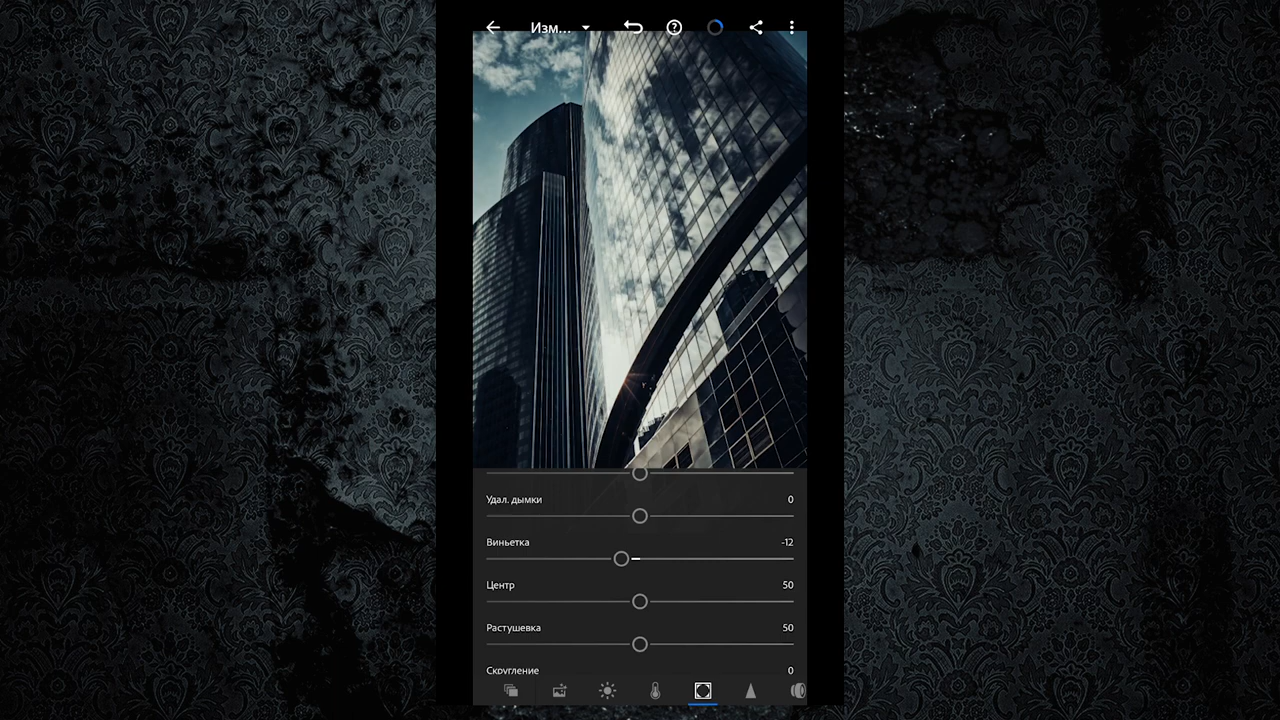 Изм...
Удал. дымки 0
Виньетка -12
Центр 50
Растушевка 50
Скругление 0